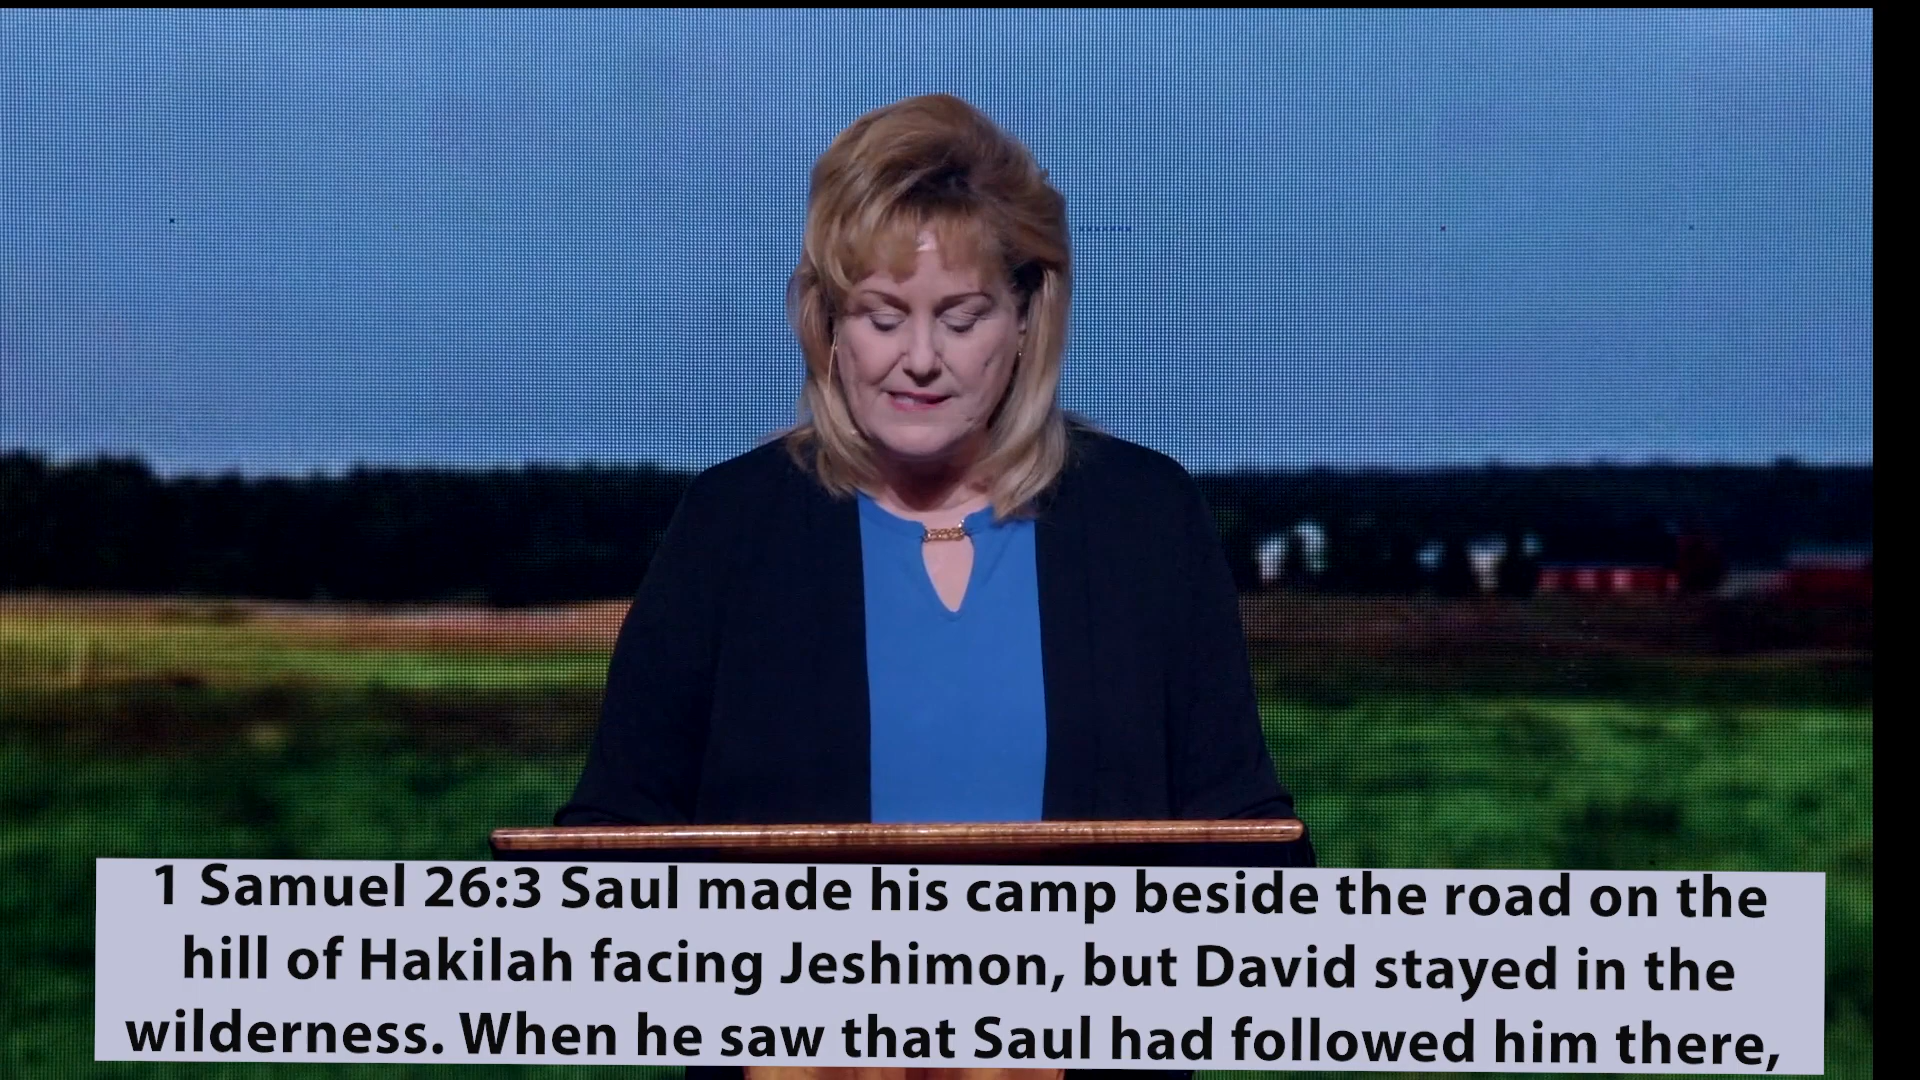 1 Samuel 26:3 Saul made his camp beside the road on the
hill of Hakilah facing Jeshimon, but David stayed in the
wilderness. When he saw that Saul had followed him there,